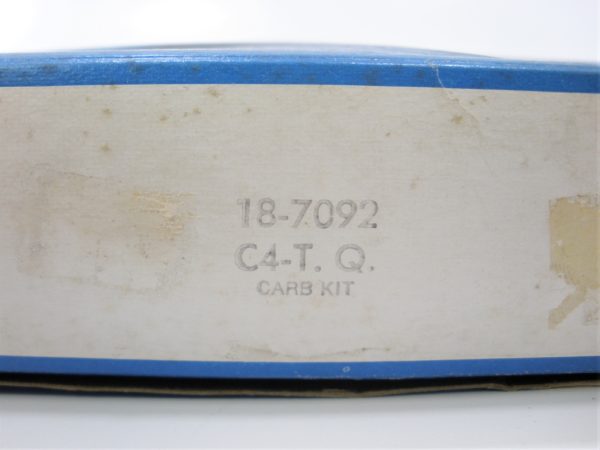 18-7092
C4-T. Q.
CARB KIT